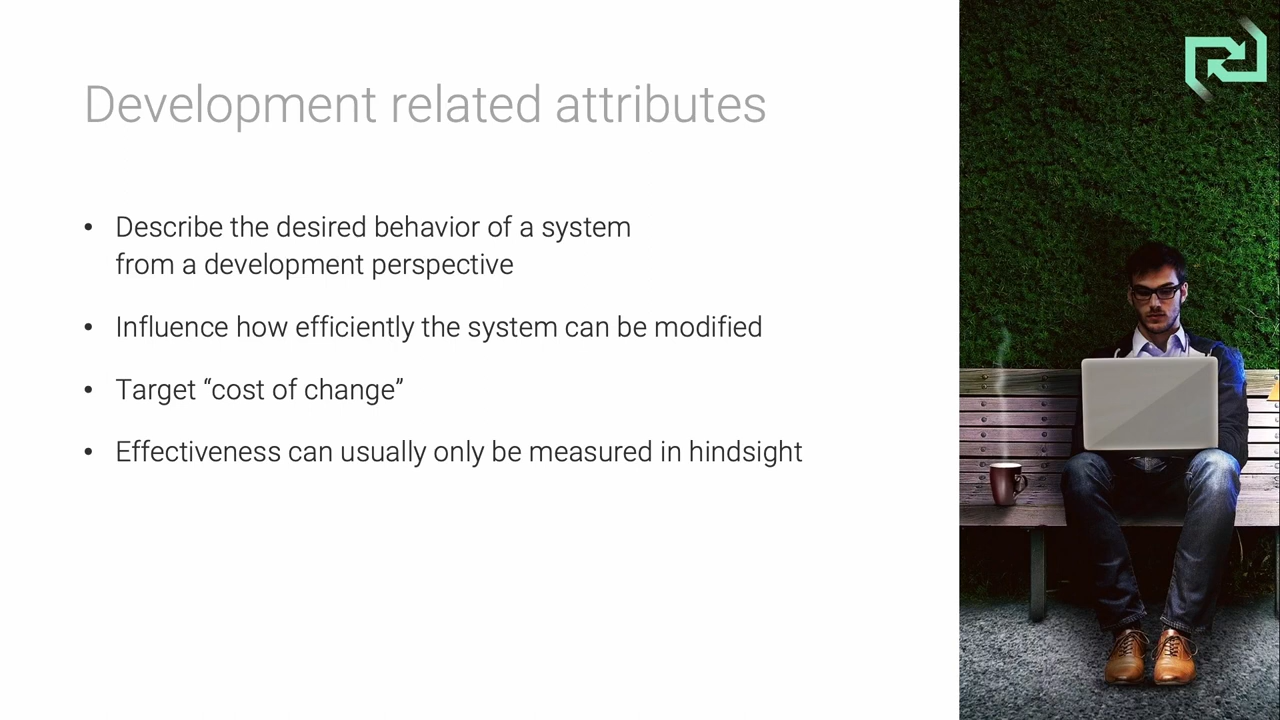 Development related attributes
• Describe the desired behavior of a system
from a development perspective
• Influence how efficiently the system can be modified
• Target “cost of change”
• Effectiveness can usually only be measured in hindsight